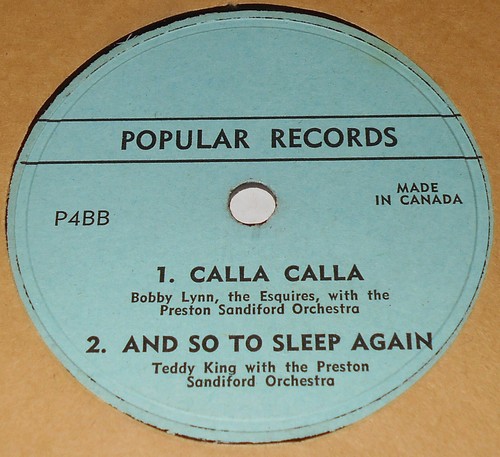 POPULAR RECORDS
MADE
IN CANADA
P4BB
1. CALLA CALLA
Bobby Lynn, the Esquires, with the
Preston Sandiford Orchestra
2. AND SO TO SLEEP AGAIN
Teddy King with the Preston
Sandiford Orchestra